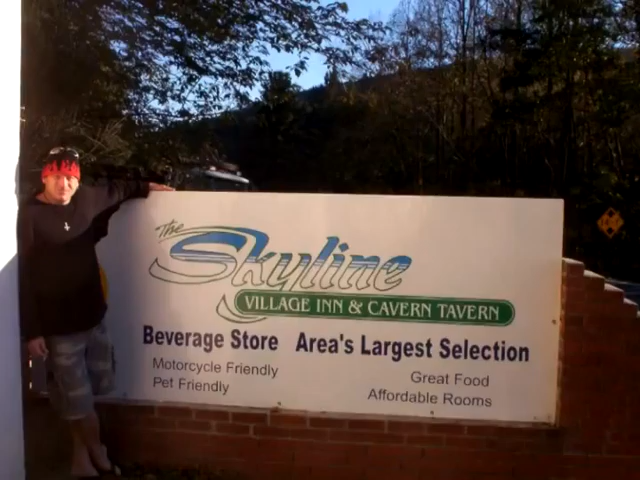 The
Skyline
VILLAGE INN & CAVERN TAVERN
Beverage Store Area's Largest Selection
Motorcycle Friendly
Pet Friendly
Great Food
Affordable Rooms